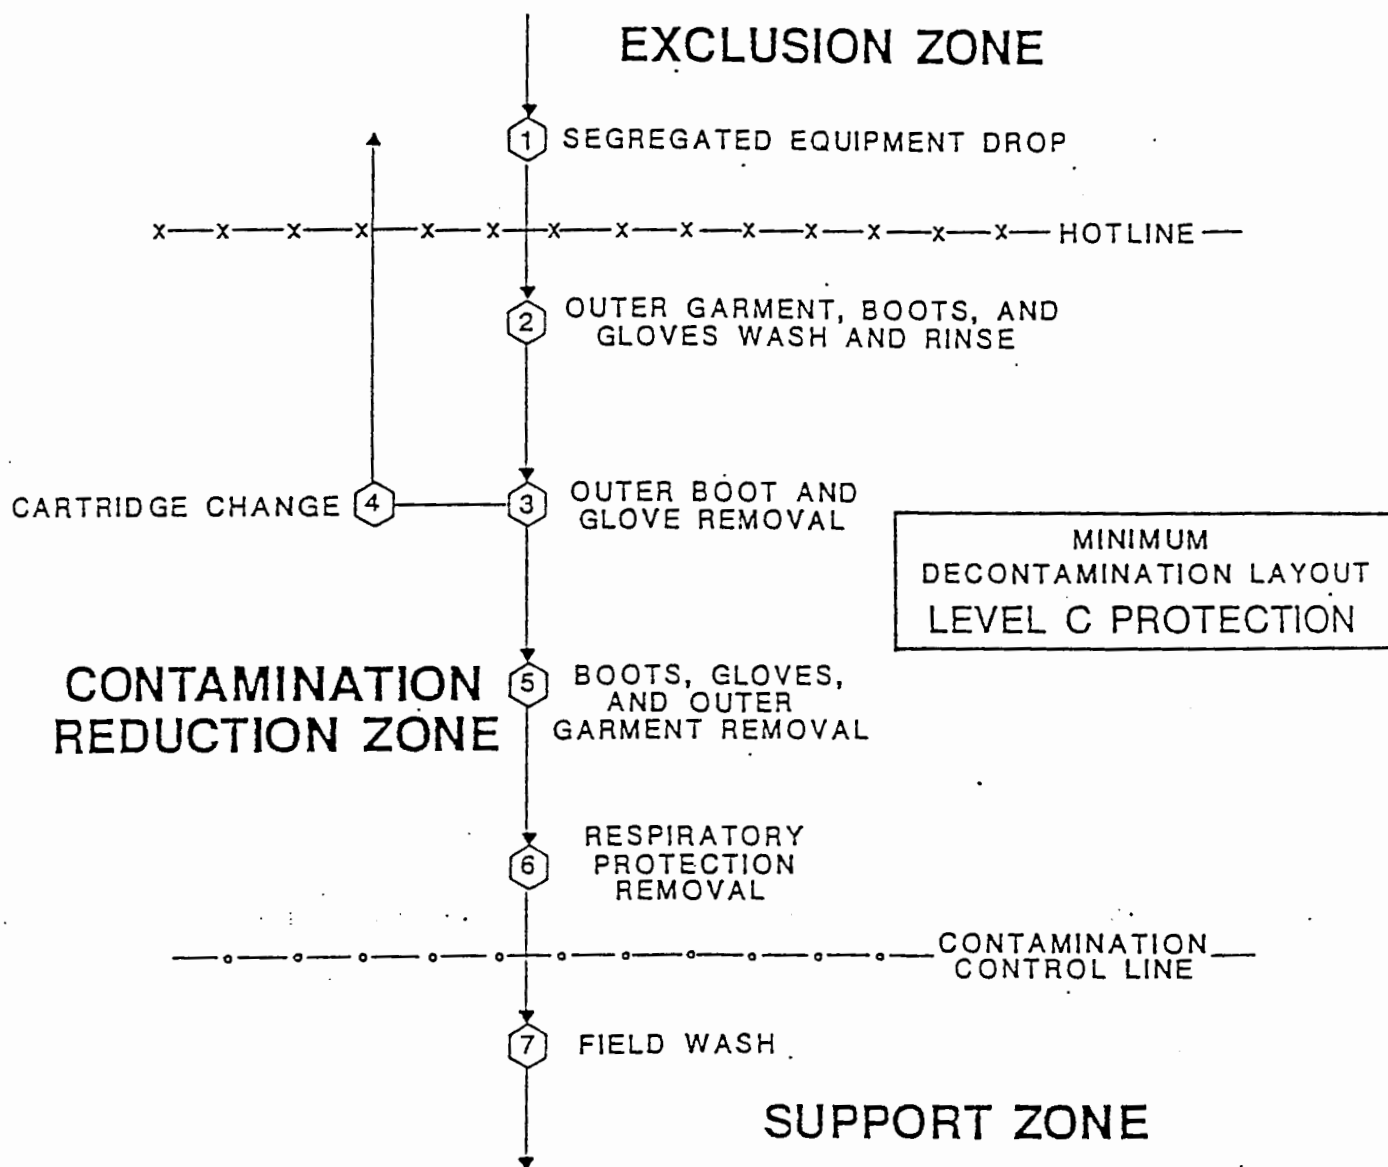 EXCLUSION ZONE
1 SEGREGATED EQUIPMENT DROP
X—X—X—X—X—X—X—X—X—X—X—X—X—X—HOTLINE—
2 OUTER GARMENT, BOOTS, AND
GLOVES WASH AND RINSE
CARTRIDGE CHANGE 4
3 OUTER BOOT AND
GLOVE REMOVAL
MINIMUM
DECONTAMINATION LAYOUT
LEVEL C PROTECTION
CONTAMINATION
REDUCTION ZONE
5 BOOTS, GLOVES,
AND OUTER
GARMENT REMOVAL
6 RESPIRATORY
PROTECTION
REMOVAL
CONTAMINATION
CONTROL LINE
7 FIELD WASH
SUPPORT ZONE